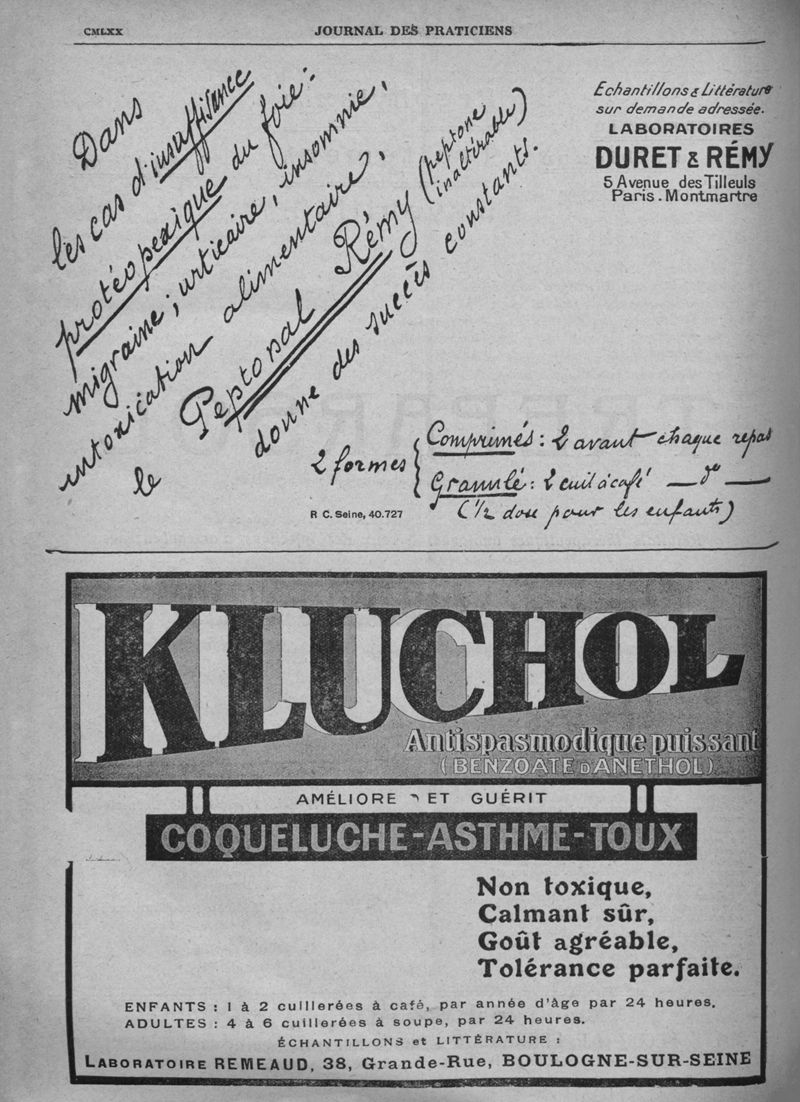 CMLXX
JOURNAL DES PRATICIENS
Dans
les cas d'insuffisance
protéopexique du foie :
migraine ; urticaire, insomnie,
intoxication alimentaire,
le Peptonal Rémy (peptone
inaltérable)
donne des succès constants.
2 formes
Comprimés : 2 avant chaque repas
Granulé : 2 cuil à café — do —
(1/2 dose pour les enfants)
R C. Seine, 40.727
Echantillons & Littérature
sur demande adressée.
LABORATOIRES
DURET & RÉMY
5 Avenue des Tilleuls
Paris . Montmartre
KLUCHOL
Antispasmodique puissant
(BENZOATE D'ANETHOL)
AMÉLIORE ET GUÉRIT
COQUELUCHE-ASTHME-TOUX
Non toxique,
Calmant sûr,
Goût agréable,
Tolérance parfaite.
ENFANTS : 1 à 2 cuillerées à café, par année d'âge par 24 heures.
ADULTES : 4 à 6 cuillerées à soupe, par 24 heures.
ÉCHANTILLONS et LITTÉRATURE :
LABORATOIRE REMEAUD, 38, Grande-Rue, BOULOGNE-SUR-SEINE